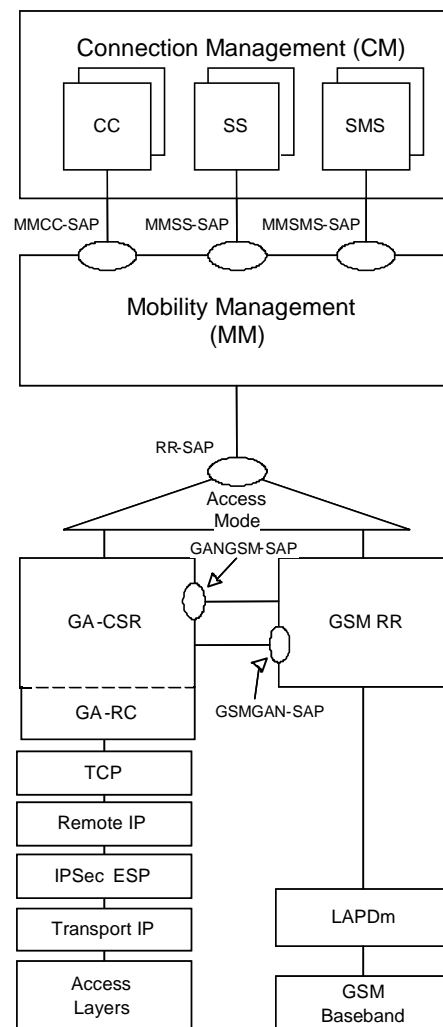 Connection Management (CM)
CC
SS
SMS
MMCC-SAP
MMSS-SAP
MMSMS-SAP
Mobility Management
(MM)
RR-SAP
Access
Mode
GANGSM-SAP
GA-CSR
GSM RR
GA-RC
GSMGAN-SAP
TCP
Remote IP
IPSec ESP
Transport IP
LAPDm
Access
Layers
GSM
Baseband